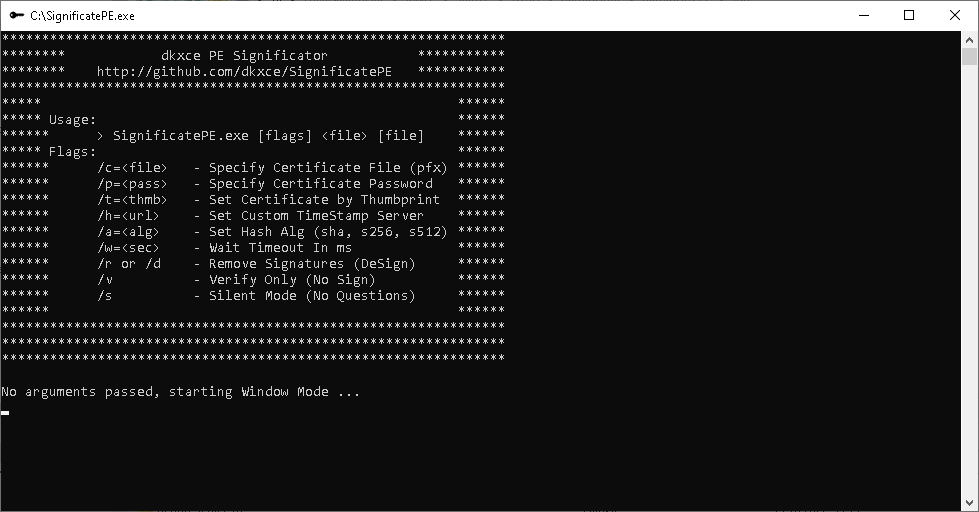 C:\SignificatePE.exe
****************************************************************
********            dkxce PE Significator           ***********
********    http://github.com/dkxce/SignificatePE   ***********
****************************************************************
*****                                                     ******
***** Usage:                                              ******
******      > SignificatePE.exe [flags] <file> [file]     ******
***** Flags:                                              ******
******      /c=<file>   - Specify Certificate File (pfx)  ******
******      /p=<pass>   - Specify Certificate Password    ******
******      /t=<thmb>   - Set Certificate by Thumbprint   ******
******      /h=<url>    - Set Custom TimeStamp Server     ******
******      /a=<alg>    - Set Hash Alg (sha, s256, s512)  ******
******      /w=<sec>    - Wait Timeout In ms              ******
******      /r or /d    - Remove Signatures (DeSign)      ******
******      /v          - Verify Only (No Sign)           ******
******      /s          - Silent Mode (No Questions)      ******
******                                                    ******
****************************************************************
****************************************************************
****************************************************************
No arguments passed, starting Window Mode ...